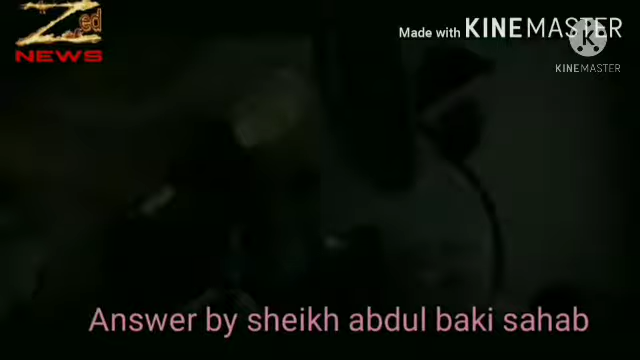 Zed
NEWS
Made with KINEMASTER
KINEMASTER
Answer by sheikh abdul baki sahab